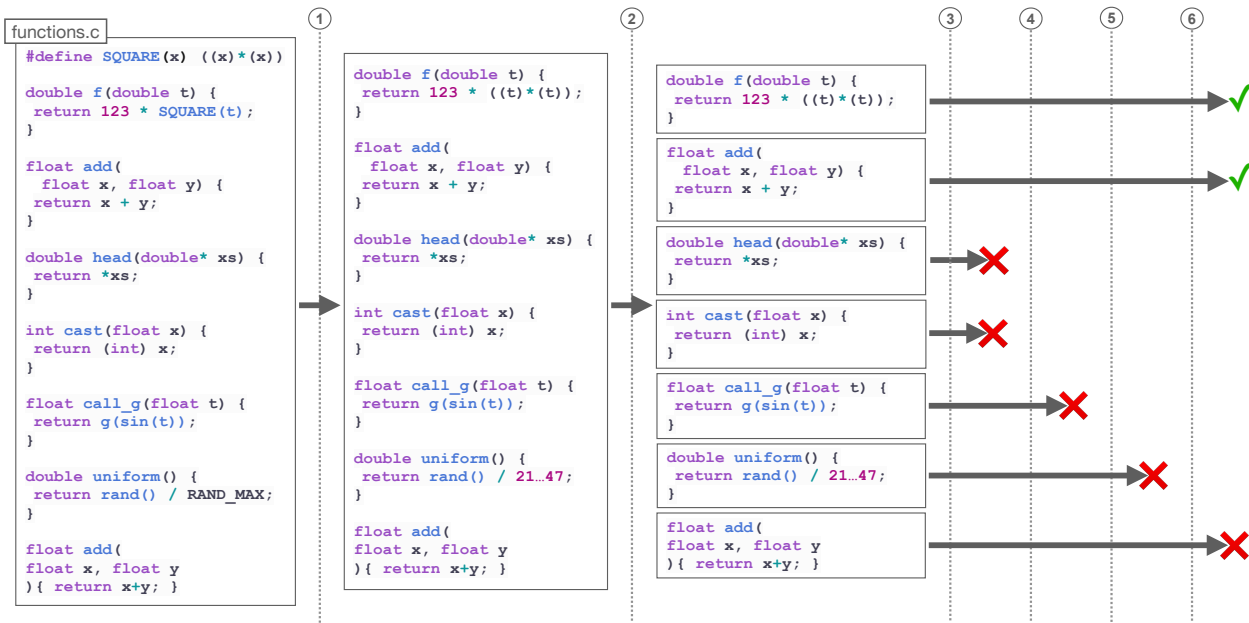 1
2
3
4
5
6
functions.c
#define SQUARE(x) ((x)*(x))
double f(double t) {
return 123 * SQUARE(t);
}
float add(
float x, float y) {
return x + y;
}
double head(double* xs) {
return *xs;
}
int cast(float x) {
return (int) x;
}
float call_g(float t) {
return g(sin(t));
}
double uniform() {
return rand() / RAND_MAX;
}
float add(
float x, float y
){ return x+y; }
double f(double t) {
return 123 * ((t)*(t));
}
float add(
float x, float y) {
return x + y;
}
double head(double* xs) {
return *xs;
}
int cast(float x) {
return (int) x;
}
float call_g(float t) {
return g(sin(t));
}
double uniform() {
return rand() / 21…47;
}
float add(
float x, float y
){ return x+y; }
double f(double t) {
return 123 * ((t)*(t));
}
float add(
float x, float y) {
return x + y;
}
double head(double* xs) {
return *xs;
}
int cast(float x) {
return (int) x;
}
float call_g(float t) {
return g(sin(t));
}
double uniform() {
return rand() / 21…47;
}
float add(
float x, float y
){ return x+y; }